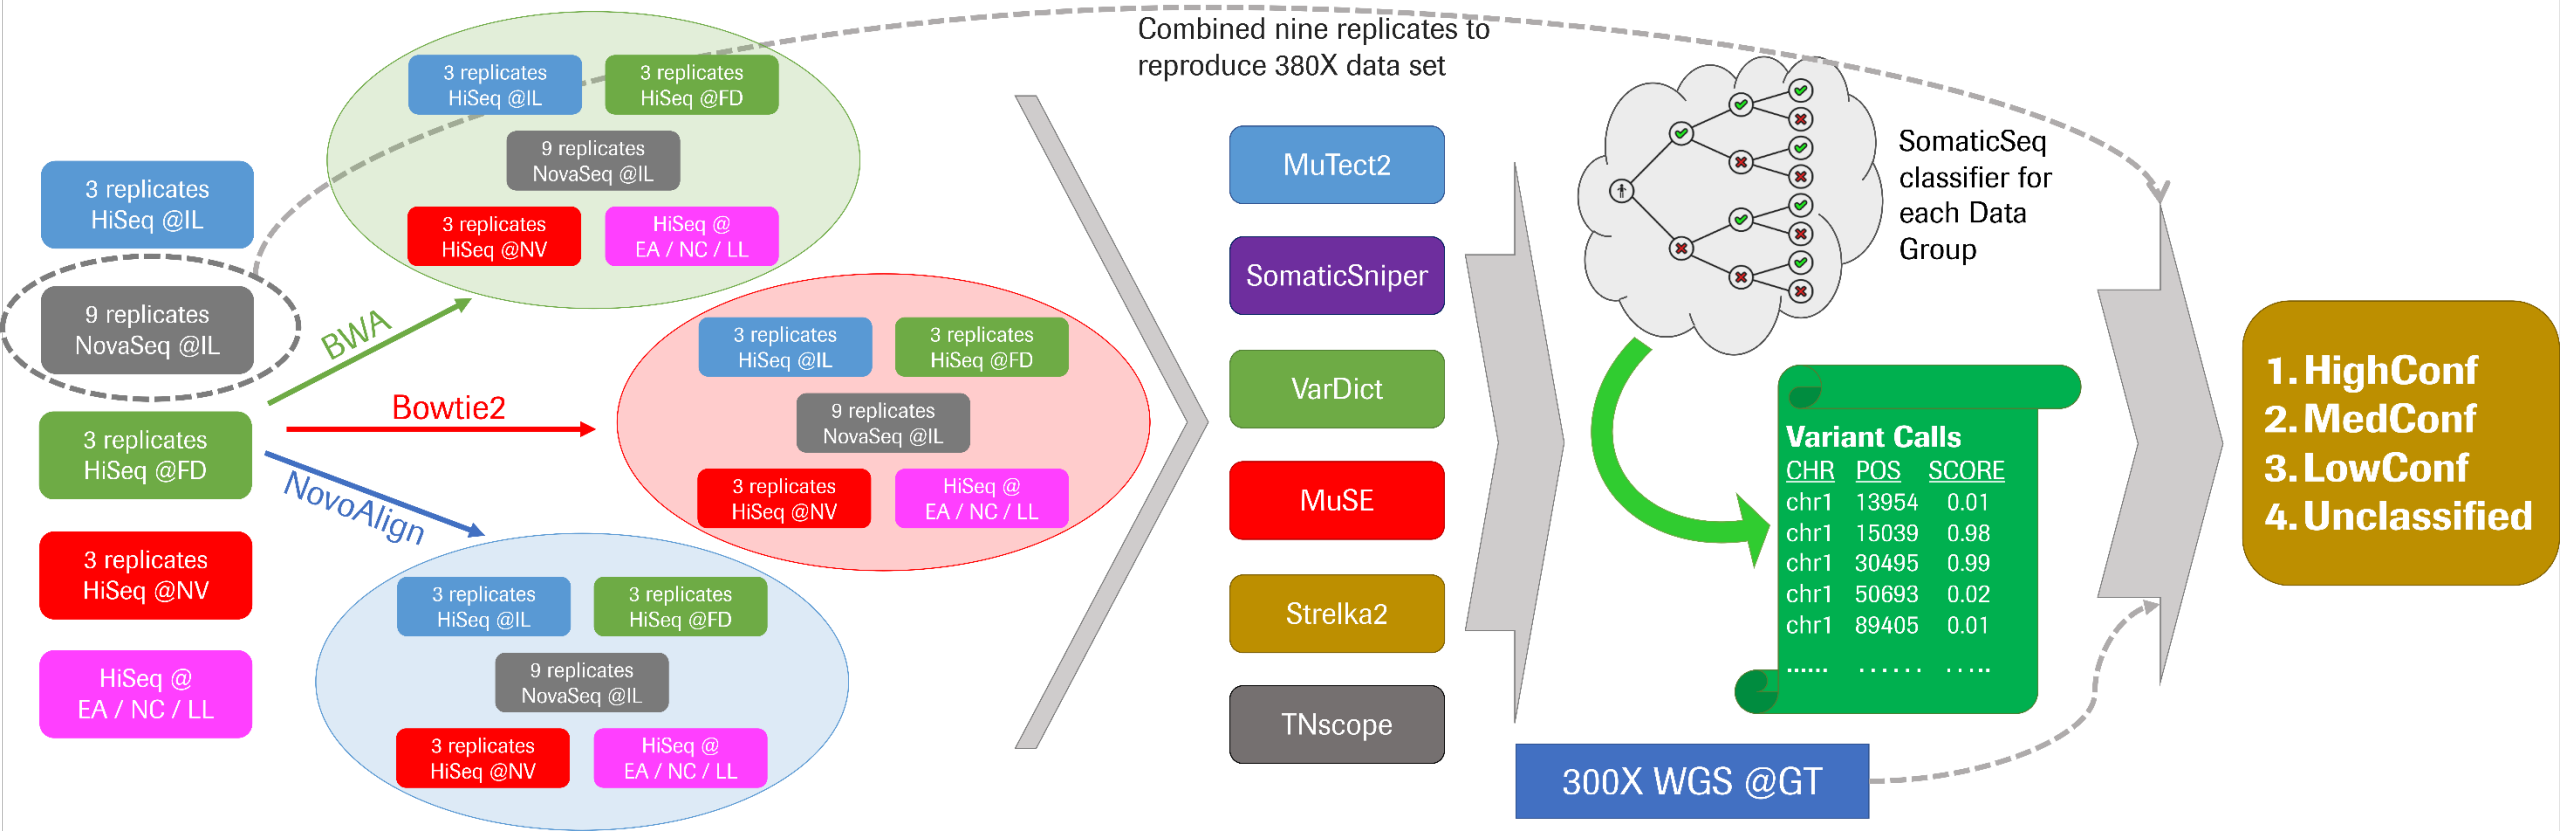 3 replicates
HiSeq @IL
9 replicates
NovaSeq @IL
3 replicates
HiSeq @FD
3 replicates
HiSeq @NV
HiSeq @
EA / NC / LL
BWA
Bowtie2
NovoAlign
3 replicates
HiSeq @IL
3 replicates
HiSeq @FD
9 replicates
NovaSeq @IL
3 replicates
HiSeq @NV
HiSeq @
EA / NC / LL
3 replicates
HiSeq @IL
3 replicates
HiSeq @FD
9 replicates
NovaSeq @IL
3 replicates
HiSeq @NV
HiSeq @
EA / NC / LL
3 replicates
HiSeq @IL
3 replicates
HiSeq @FD
9 replicates
NovaSeq @IL
3 replicates
HiSeq @NV
HiSeq @
EA / NC / LL
Combined nine replicates to
reproduce 380X data set
MuTect2
SomaticSniper
VarDict
MuSE
Strelka2
TNscope
SomaticSeq
classifier for
each Data
Group
Variant Calls
CHR POS SCORE
chr1 13954 0.01
chr1 15039 0.98
chr1 30495 0.99
chr1 50693 0.02
chr1 89405 0.01
...... ...... .....
300X WGS @GT
1. HighConf
2. MedConf
3. LowConf
4. Unclassified